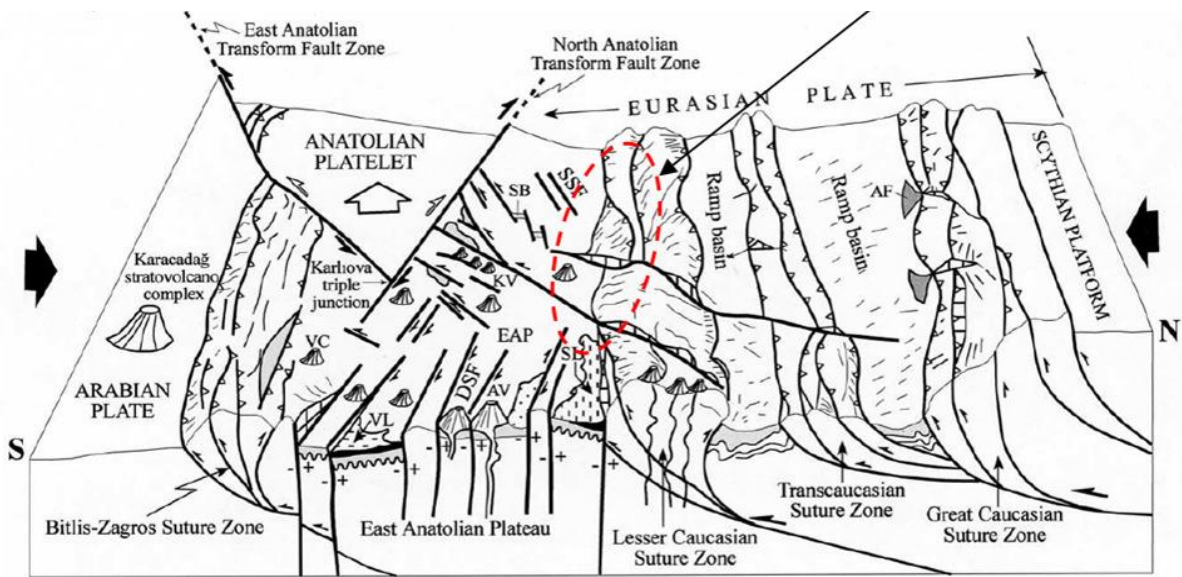 East Anatolian
Transform Fault Zone
North Anatolian
Transform Fault Zone
EURASIAN PLATE
ANATOLIAN
PLATELET
SB
SSF
Ramp basin
Ramp basin
AF
SCYTHIAN PLATFORM
Karacadağ
stratovolcano
complex
Karlıova
triple
junction
KV
N
VC
EAP
ARABIAN
PLATE
DSF
AV
VL
S
- +
- +
- +
- +
- +
Bitlis-Zagros Suture Zone
East Anatolian Plateau
Lesser Caucasian
Suture Zone
Transcaucasian
Suture Zone
Great Caucasian
Suture Zone